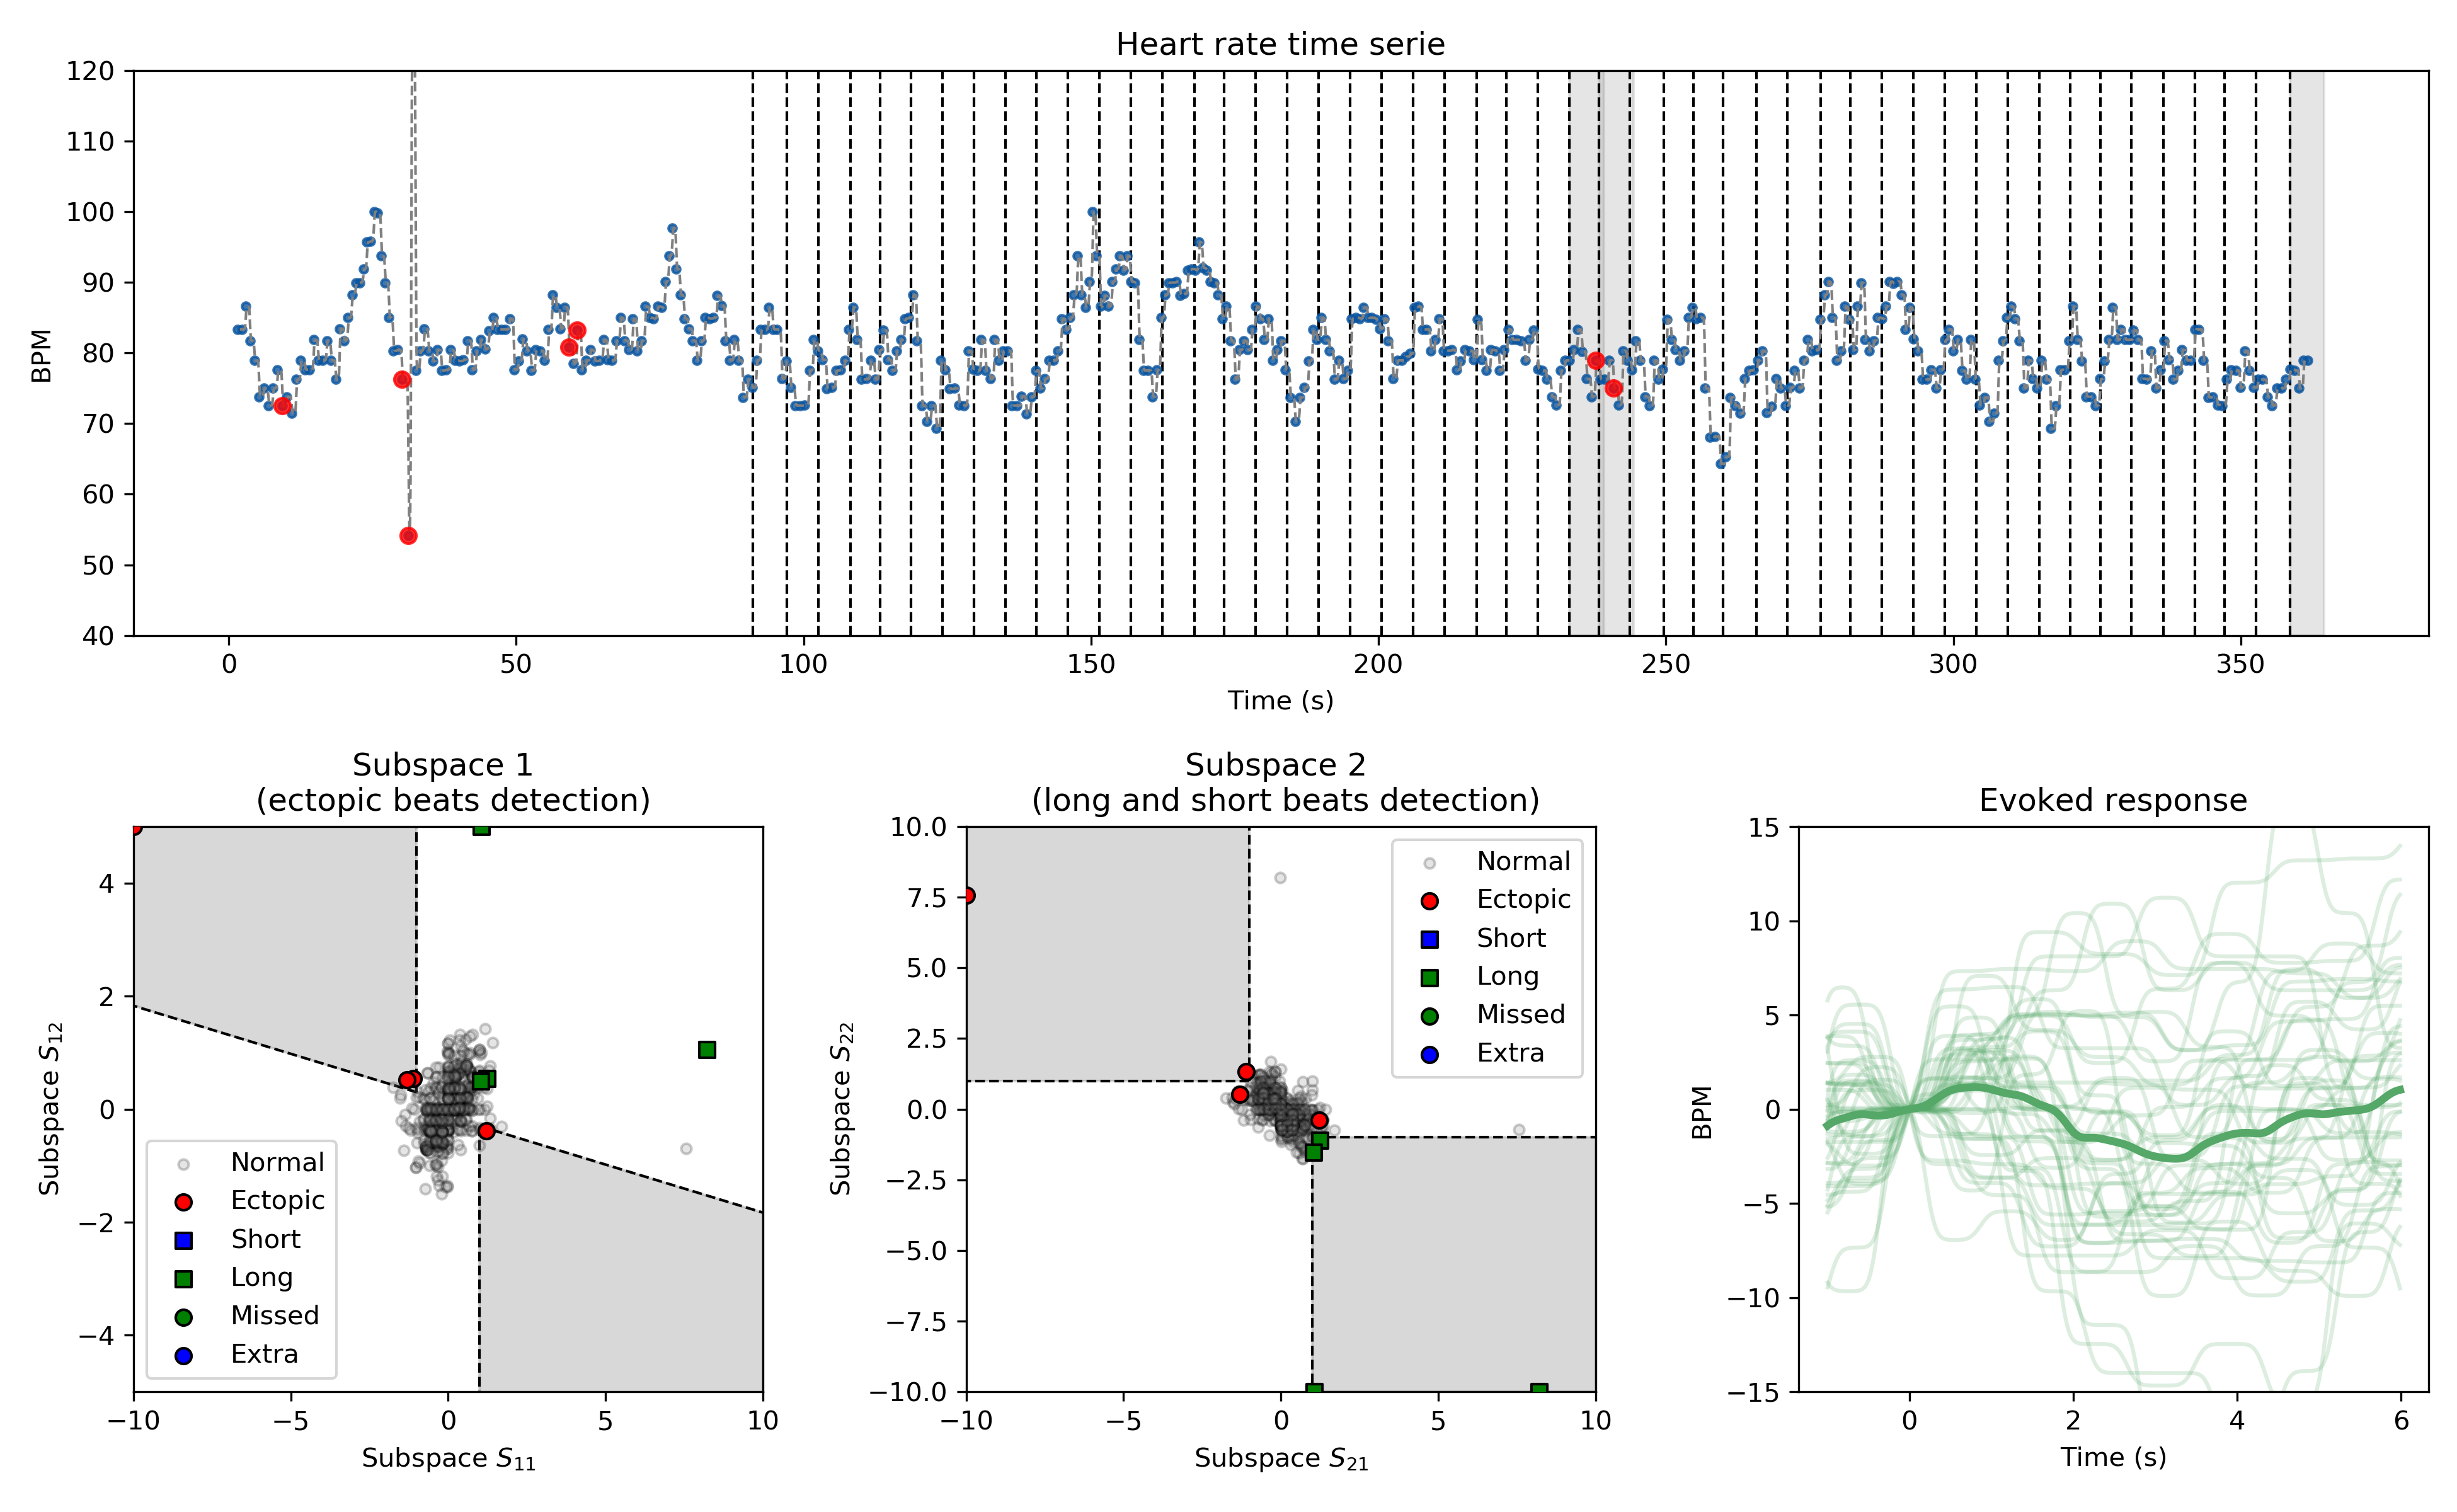 Heart rate time serie
120
110
100
90
80
70
60
50
40
BPM
0 50 100 150 200 250 300 350
Time (s)
Subspace 1
(ectopic beats detection)
4
2
0
−2
−4
Subspace S12
Normal
Ectopic
Short
Long
Missed
Extra
−10 −5 0 5 10
Subspace S11
Subspace 2
(long and short beats detection)
10.0
7.5
5.0
2.5
0.0
−2.5
−5.0
−7.5
−10.0
Subspace S22
Normal
Ectopic
Short
Long
Missed
Extra
−10 −5 0 5 10
Subspace S21
Evoked response
15
10
5
0
−5
−10
−15
BPM
0 2 4 6
Time (s)